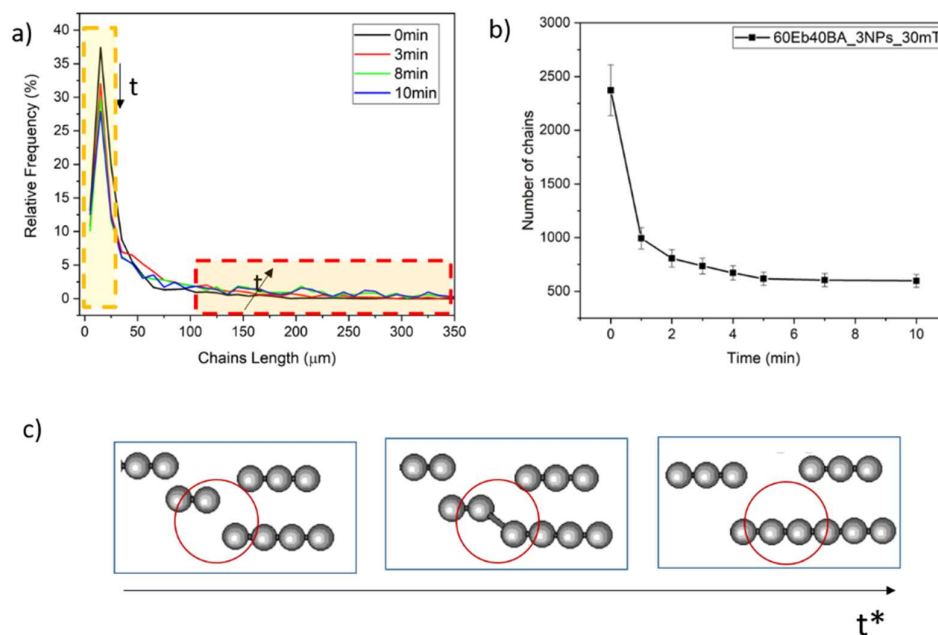 a)
Relative Frequency (%)
40
35
30
25
20
15
10
5
0
0 50 100 150 200 250 300 350
Chains Length (μm)
0min
3min
8min
10min
t
t
b)
Number of chains
3000
2500
2000
1500
1000
500
0 2 4 6 8 10
Time (min)
60Eb40BA_3NPs_30mT
c)
t*